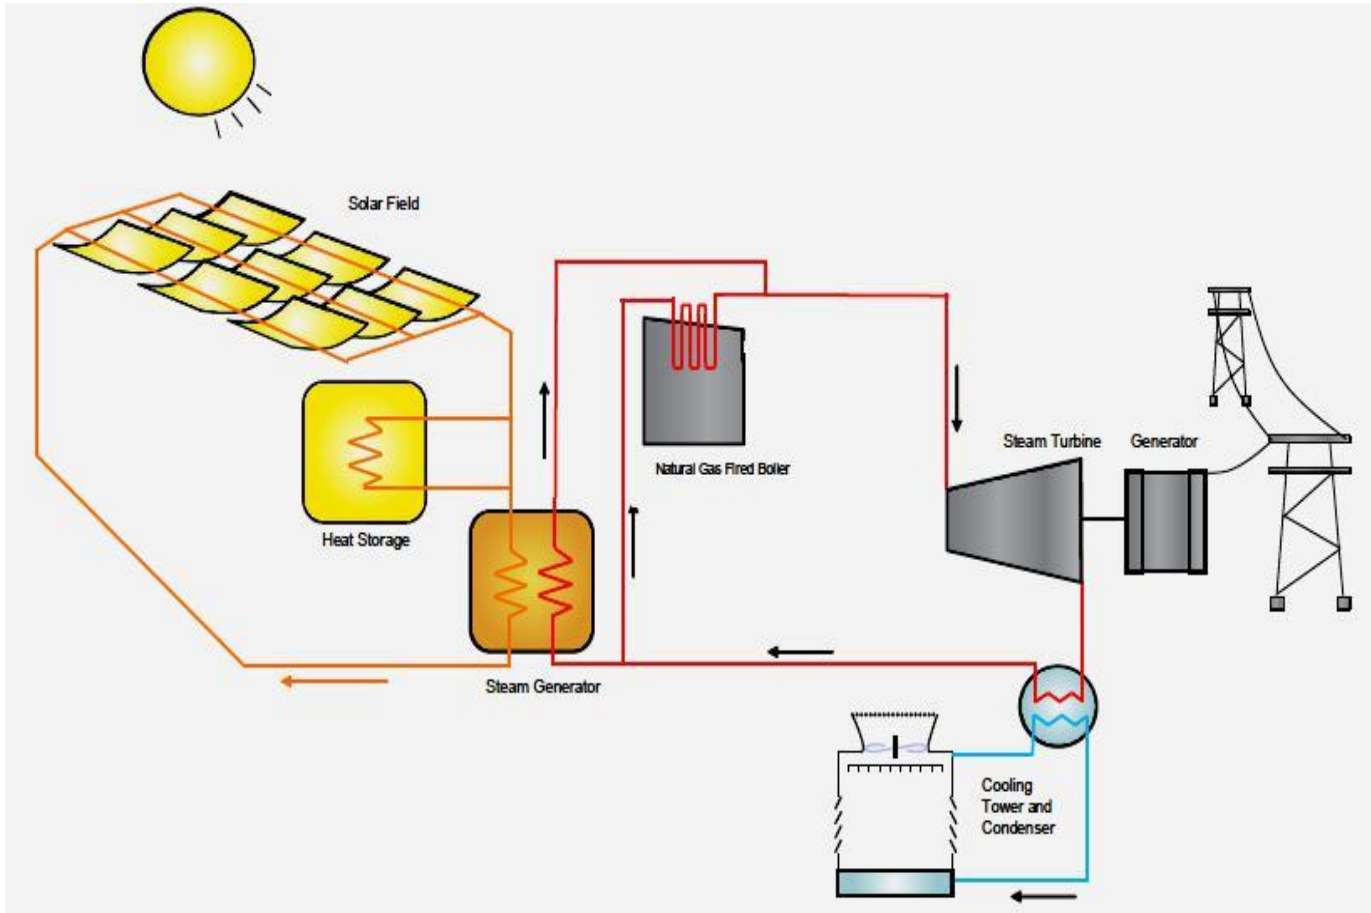 Solar Field
Steam Turbine
Generator
Natural Gas Fired Boiler
Heat Storage
Steam Generator
Cooling
Tower and
Condenser